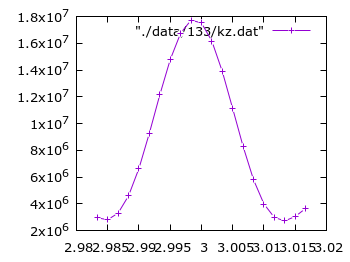 1.8x10⁷
"./data/133/kz.dat"
1.6x10⁷
1.4x10⁷
1.2x10⁷
1x10⁷
8x10⁶
6x10⁶
4x10⁶
2x10⁶
2.98 2.985 2.99 2.995 3 3.005 3.01 3.015 3.02